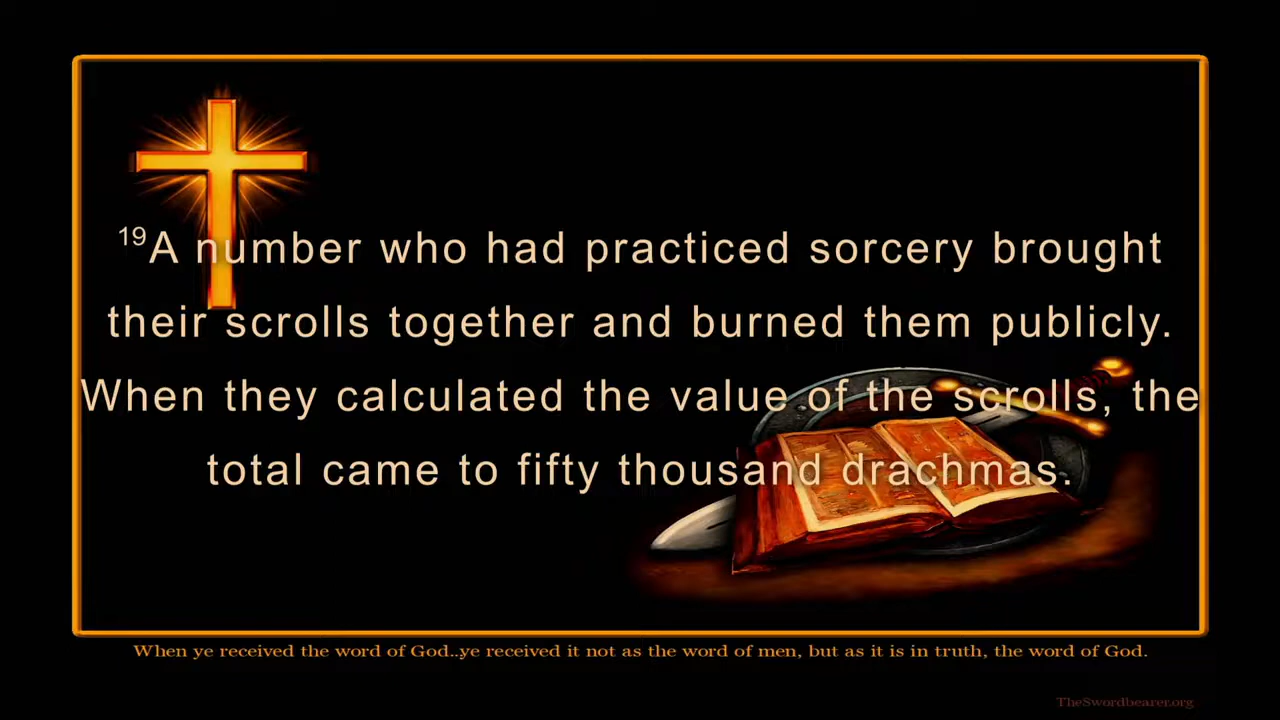 19A number who had practiced sorcery brought
their scrolls together and burned them publicly.
When they calculated the value of the scrolls, the
total came to fifty thousand drachmas.
When ye received the word of God..ye received it not as the word of men, but as it is in truth, the word of God.
TheSwordbearer.org